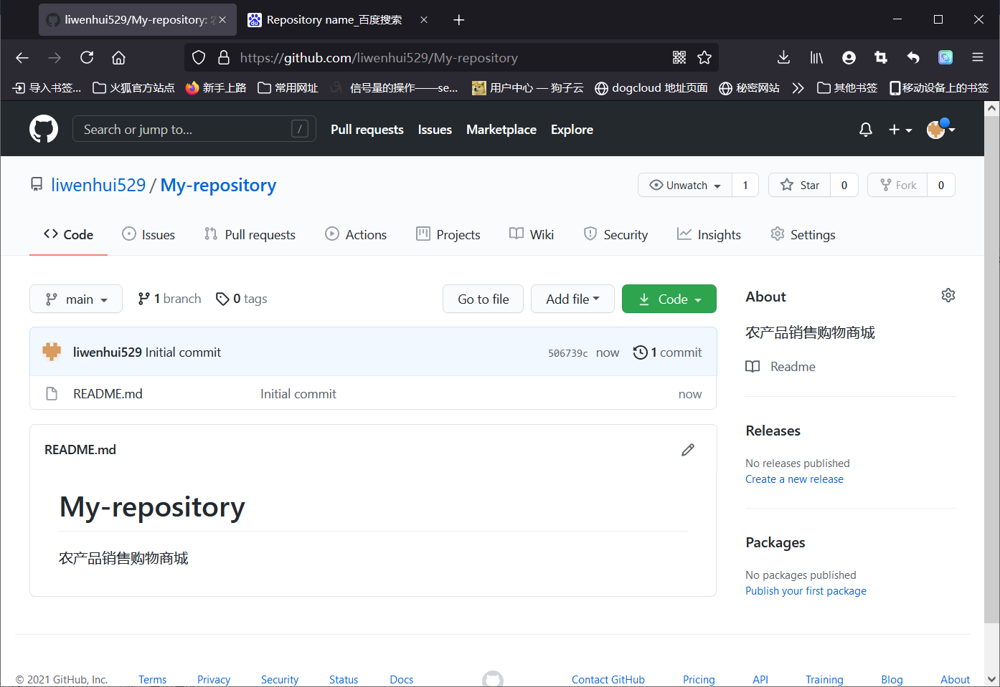 liwenhui529/My-repository:
Repository name_百度搜索
https://github.com/liwenhui529/My-repository
导入书签... 火狐官方站点 新手上路 常用网址 信号量的操作——se... 用户中心 — 狗子云 dogcloud 地址页面 秘密网站 其他书签 移动设备上的书签
Search or jump to... / Pull requests Issues Marketplace Explore
liwenhui529 / My-repository
Unwatch 1 Star 0 Fork 0
Code Issues Pull requests Actions Projects Wiki Security Insights Settings
main 1 branch 0 tags Go to file Add file Code
liwenhui529 Initial commit 506739c now 1 commit
README.md Initial commit now
README.md
My-repository
农产品销售购物商城
About
农产品销售购物商城
Readme
Releases
No releases published
Create a new release
Packages
No packages published
Publish your first package
© 2021 GitHub, Inc. Terms Privacy Security Status Docs Contact GitHub Pricing API Training Blog About